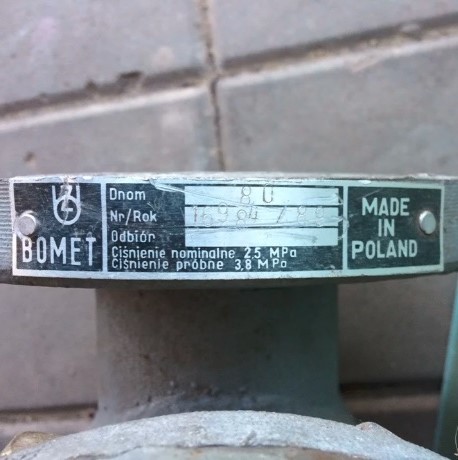 BOMET
Dnom 80
Nr/Rok
Odbiór
Ciśnienie nominalne 2,5 MPa
Ciśnienie próbne 3,8 MPa
MADE
IN
POLAND